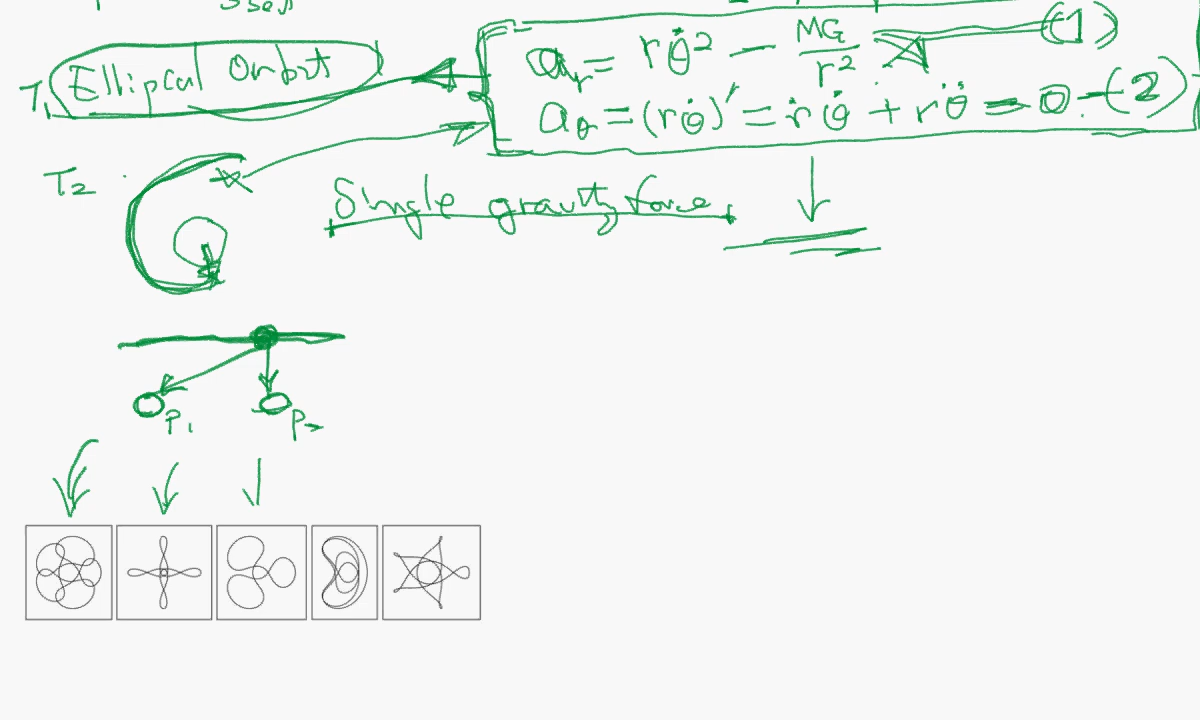 a_r = rθ̇² − MG/r² (1)
T₁ Elliptical Orbit
a_θ = (rθ̇)' = ṙθ̇ + rθ̈ = 0 - (2)
T₂
Single gravity force
P₁ P₂